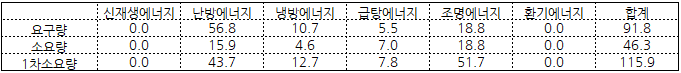 신재생에너지 난방에너지 냉방에너지 급탕에너지 조명에너지 환기에너지 합계
요구량 0.0 56.8 10.7 5.5 18.8 0.0 91.8
소요량 0.0 15.9 4.6 7.0 18.8 0.0 46.3
1차소요량 0.0 43.7 12.7 7.8 51.7 0.0 115.9